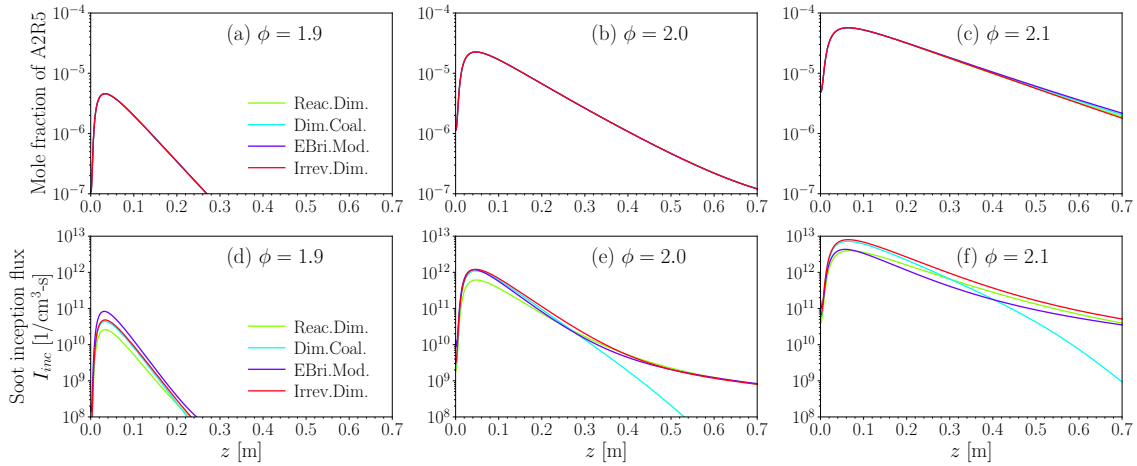 Mole fraction of A2R5
10⁻⁴
10⁻⁵
10⁻⁶
10⁻⁷
(a) ϕ = 1.9
Reac.Dim.
Dim.Coal.
EBri.Mod.
Irrev.Dim.
0.0 0.1 0.2 0.3 0.4 0.5 0.6 0.7
10⁻⁴
10⁻⁵
10⁻⁶
10⁻⁷
(b) ϕ = 2.0
0.0 0.1 0.2 0.3 0.4 0.5 0.6 0.7
10⁻⁴
10⁻⁵
10⁻⁶
10⁻⁷
(c) ϕ = 2.1
0.0 0.1 0.2 0.3 0.4 0.5 0.6 0.7
Soot inception flux
I_inc [1/cm³-s]
10¹³
10¹²
10¹¹
10¹⁰
10⁹
10⁸
(d) ϕ = 1.9
Reac.Dim.
Dim.Coal.
EBri.Mod.
Irrev.Dim.
0.0 0.1 0.2 0.3 0.4 0.5 0.6 0.7
z [m]
10¹³
10¹²
10¹¹
10¹⁰
10⁹
10⁸
(e) ϕ = 2.0
0.0 0.1 0.2 0.3 0.4 0.5 0.6 0.7
z [m]
10¹³
10¹²
10¹¹
10¹⁰
10⁹
10⁸
(f) ϕ = 2.1
0.0 0.1 0.2 0.3 0.4 0.5 0.6 0.7
z [m]